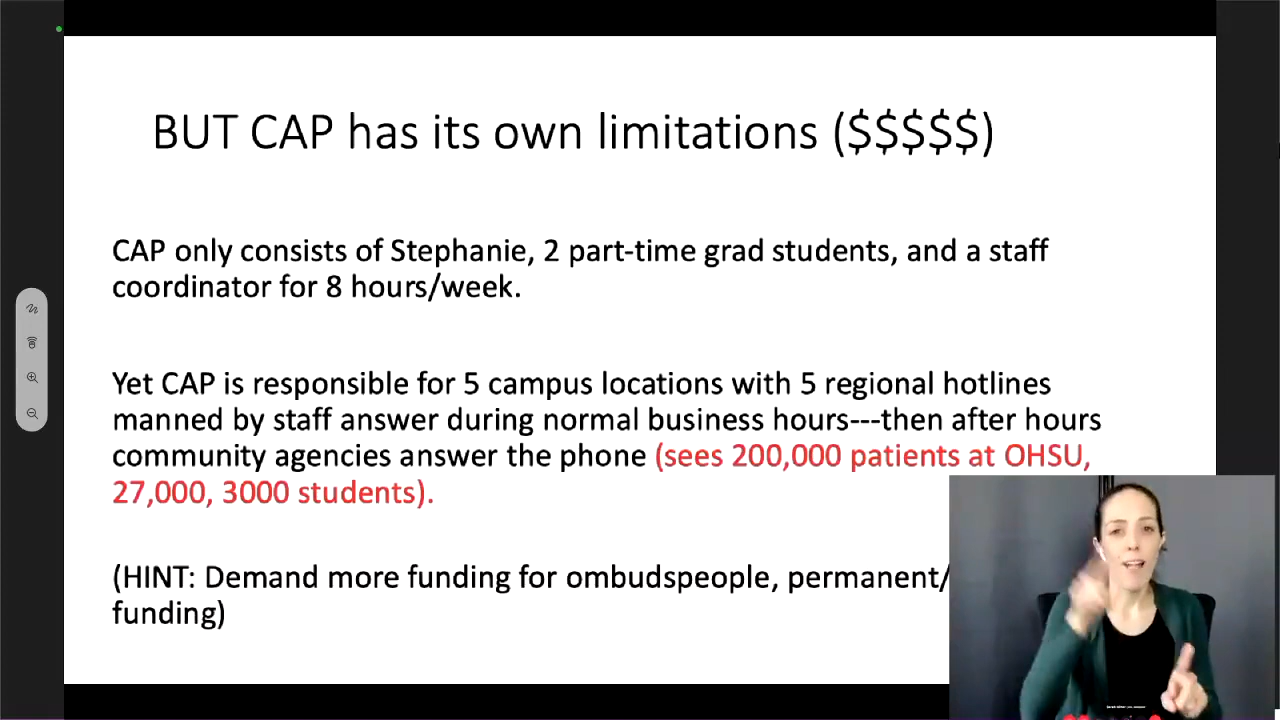 BUT CAP has its own limitations ($$$$$)
CAP only consists of Stephanie, 2 part-time grad students, and a staff
coordinator for 8 hours/week.
Yet CAP is responsible for 5 campus locations with 5 regional hotlines
manned by staff answer during normal business hours---then after hours
community agencies answer the phone (sees 200,000 patients at OHSU,
27,000, 3000 students).
(HINT: Demand more funding for ombudspeople, permanent/
funding)